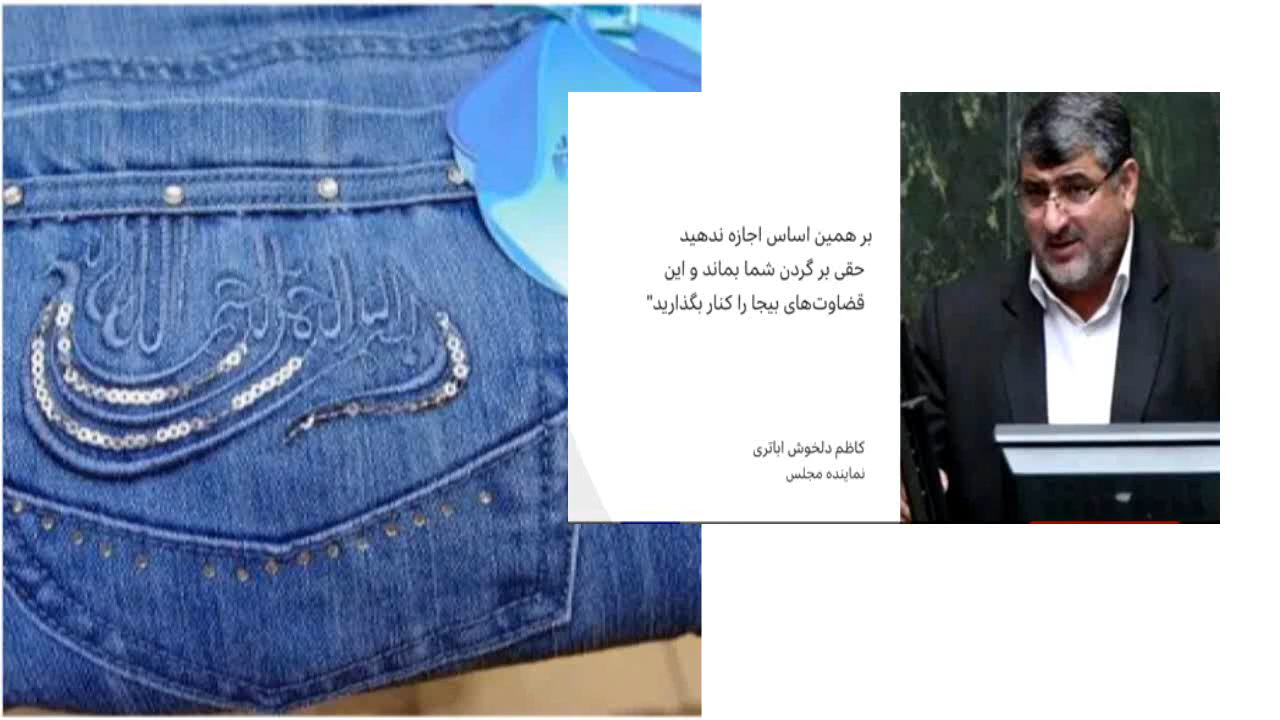 بر همین اساس اجازه ندهید
حقی بر گردن شما بماند و این
قضاوت‌های بیجا را کنار بگذارید"
کاظم دلخوش اباتری
نماینده مجلس